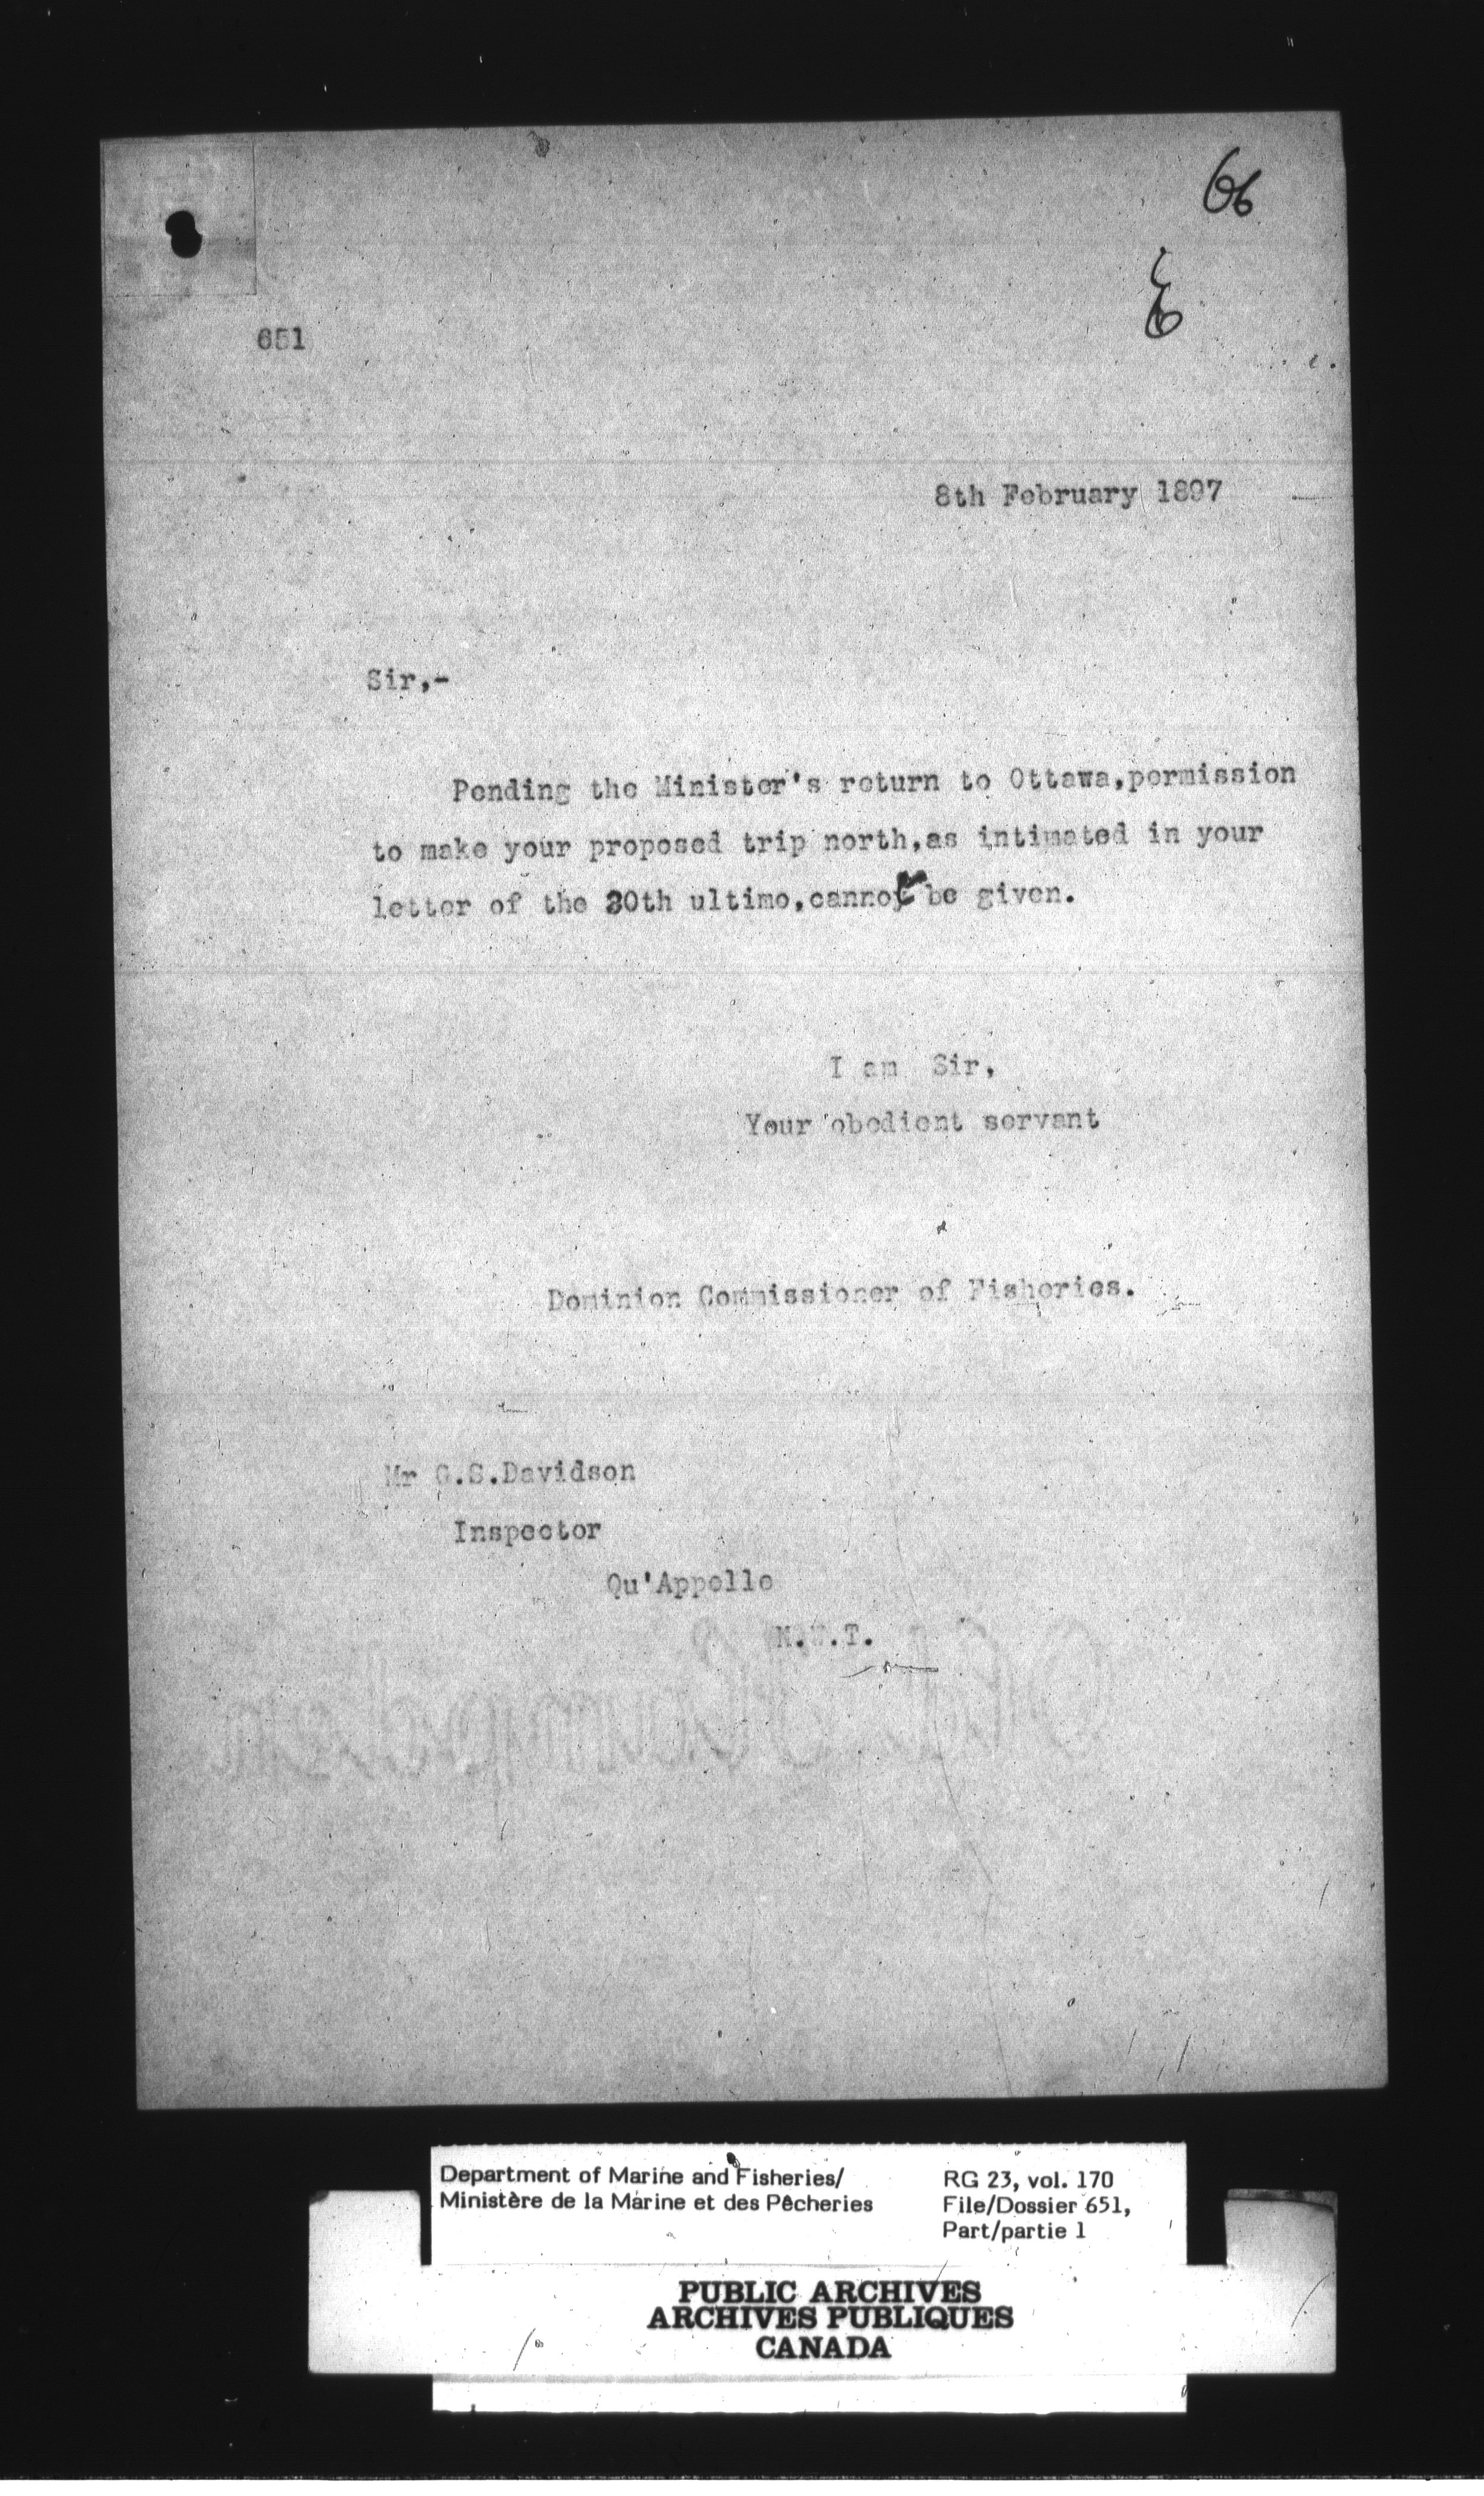 66
651
8th February 1897
Sir,-
Pending the Minister's return to Ottawa,permission
to make your proposed trip north,as intimated in your
letter of the 30th ultimo,cannot be given.
I am Sir,
Your obedient servant
Dominion Commissioner of Fisheries.
Mr G.S.Davidson
Inspector
Qu'Appelle
N.W.T.
Department of Marine and Fisheries/
Ministère de la Marine et des Pêcheries
RG 23, vol. 170
File/Dossier 651,
Part/partie 1
PUBLIC ARCHIVES
ARCHIVES PUBLIQUES
CANADA